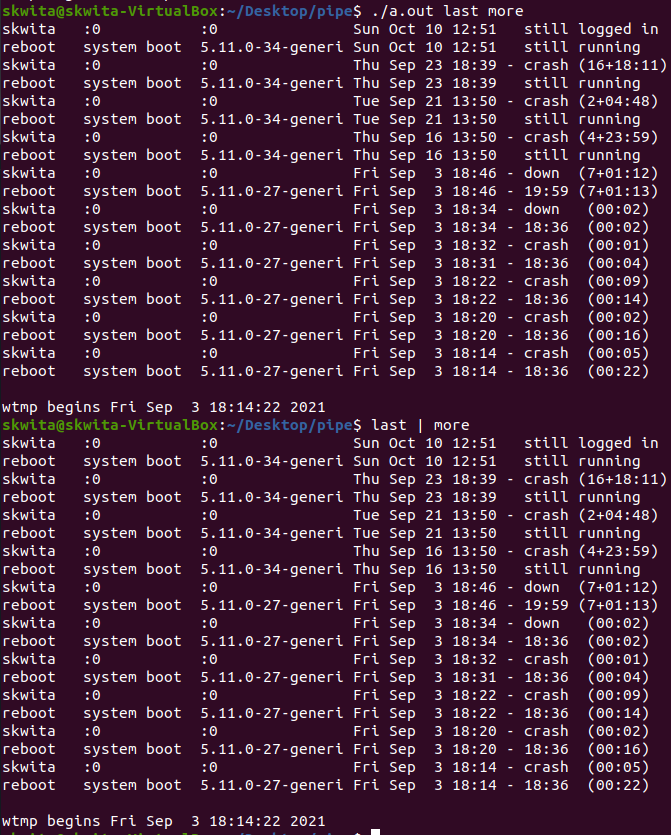 skwita@skwita-VirtualBox:~/Desktop/pipe$ ./a.out last more
skwita   :0           :0               Sun Oct 10 12:51   still logged in
reboot   system boot  5.11.0-34-generi Sun Oct 10 12:51   still running
skwita   :0           :0               Thu Sep 23 18:39 - crash (16+18:11)
reboot   system boot  5.11.0-34-generi Thu Sep 23 18:39   still running
skwita   :0           :0               Tue Sep 21 13:50 - crash (2+04:48)
reboot   system boot  5.11.0-34-generi Tue Sep 21 13:50   still running
skwita   :0           :0               Thu Sep 16 13:50 - crash (4+23:59)
reboot   system boot  5.11.0-34-generi Thu Sep 16 13:50   still running
skwita   :0           :0               Fri Sep  3 18:46 - down  (7+01:12)
reboot   system boot  5.11.0-27-generi Fri Sep  3 18:46 - 19:59 (7+01:13)
skwita   :0           :0               Fri Sep  3 18:34 - down   (00:02)
reboot   system boot  5.11.0-27-generi Fri Sep  3 18:34 - 18:36  (00:02)
skwita   :0           :0               Fri Sep  3 18:32 - crash  (00:01)
reboot   system boot  5.11.0-27-generi Fri Sep  3 18:31 - 18:36  (00:04)
skwita   :0           :0               Fri Sep  3 18:22 - crash  (00:09)
reboot   system boot  5.11.0-27-generi Fri Sep  3 18:22 - 18:36  (00:14)
skwita   :0           :0               Fri Sep  3 18:20 - crash  (00:02)
reboot   system boot  5.11.0-27-generi Fri Sep  3 18:20 - 18:36  (00:16)
skwita   :0           :0               Fri Sep  3 18:14 - crash  (00:05)
reboot   system boot  5.11.0-27-generi Fri Sep  3 18:14 - 18:36  (00:22)

wtmp begins Fri Sep  3 18:14:22 2021
skwita@skwita-VirtualBox:~/Desktop/pipe$ last | more
skwita   :0           :0               Sun Oct 10 12:51   still logged in
reboot   system boot  5.11.0-34-generi Sun Oct 10 12:51   still running
skwita   :0           :0               Thu Sep 23 18:39 - crash (16+18:11)
reboot   system boot  5.11.0-34-generi Thu Sep 23 18:39   still running
skwita   :0           :0               Tue Sep 21 13:50 - crash (2+04:48)
reboot   system boot  5.11.0-34-generi Tue Sep 21 13:50   still running
skwita   :0           :0               Thu Sep 16 13:50 - crash (4+23:59)
reboot   system boot  5.11.0-34-generi Thu Sep 16 13:50   still running
skwita   :0           :0               Fri Sep  3 18:46 - down  (7+01:12)
reboot   system boot  5.11.0-27-generi Fri Sep  3 18:46 - 19:59 (7+01:13)
skwita   :0           :0               Fri Sep  3 18:34 - down   (00:02)
reboot   system boot  5.11.0-27-generi Fri Sep  3 18:34 - 18:36  (00:02)
skwita   :0           :0               Fri Sep  3 18:32 - crash  (00:01)
reboot   system boot  5.11.0-27-generi Fri Sep  3 18:31 - 18:36  (00:04)
skwita   :0           :0               Fri Sep  3 18:22 - crash  (00:09)
reboot   system boot  5.11.0-27-generi Fri Sep  3 18:22 - 18:36  (00:14)
skwita   :0           :0               Fri Sep  3 18:20 - crash  (00:02)
reboot   system boot  5.11.0-27-generi Fri Sep  3 18:20 - 18:36  (00:16)
skwita   :0           :0               Fri Sep  3 18:14 - crash  (00:05)
reboot   system boot  5.11.0-27-generi Fri Sep  3 18:14 - 18:36  (00:22)

wtmp begins Fri Sep  3 18:14:22 2021
skwita@skwita-VirtualBox:~/Desktop/pipe$